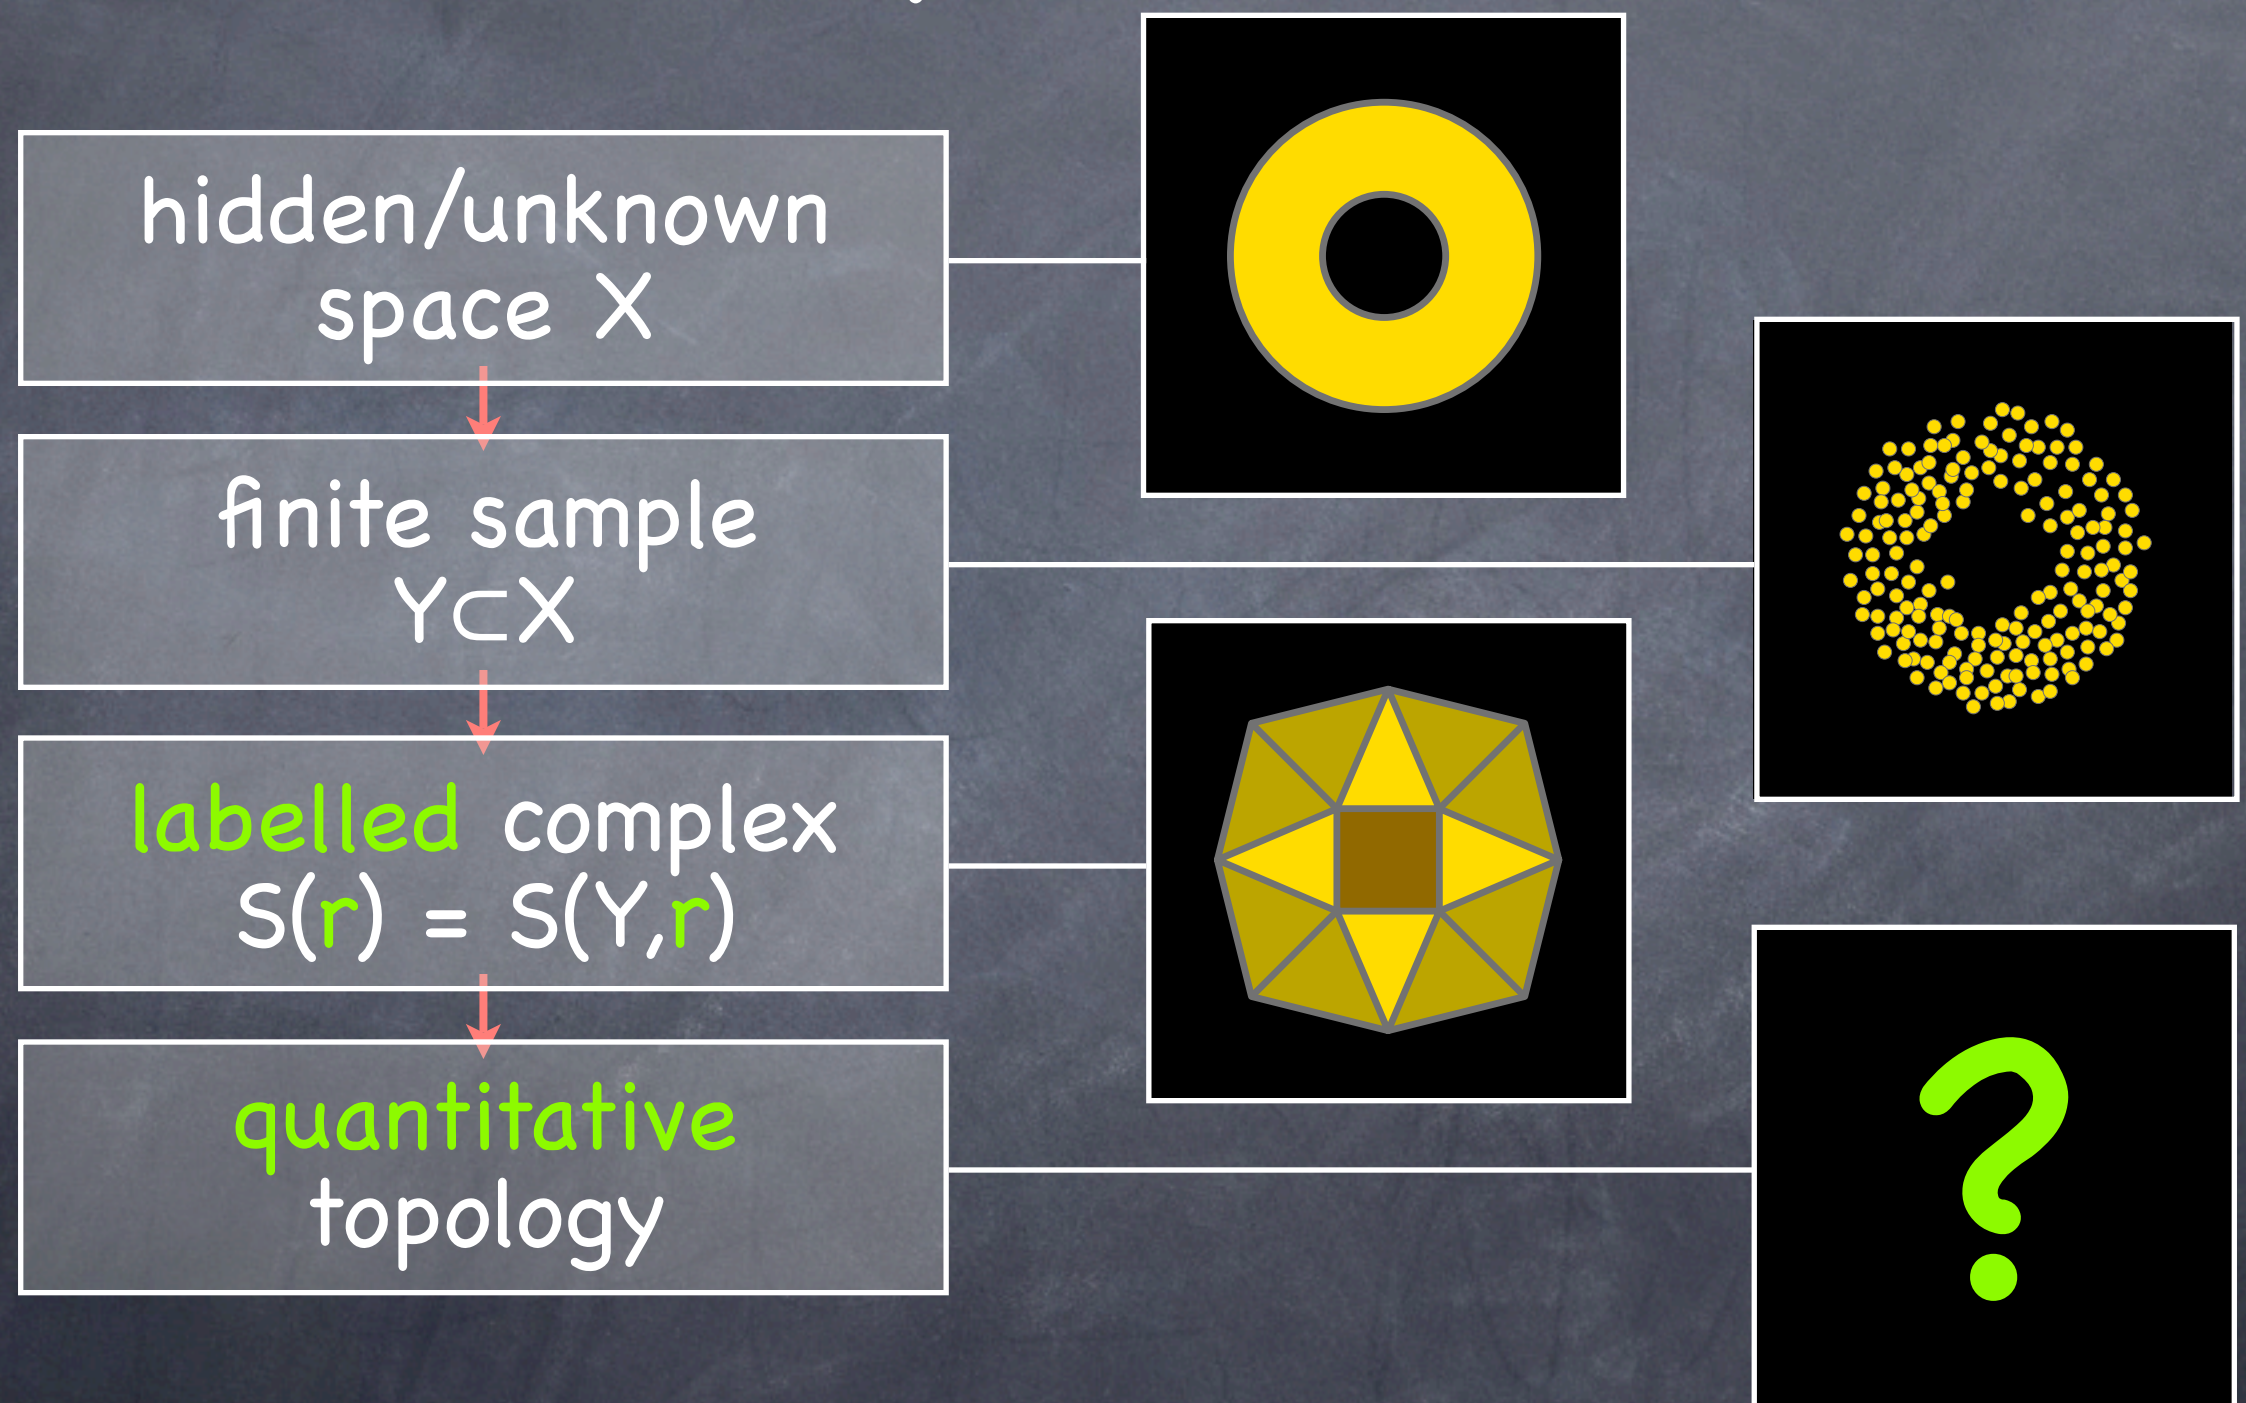 hidden/unknown
space X
finite sample
Y⊂X
labelled complex
S(r) = S(Y,r)
quantitative
topology
?